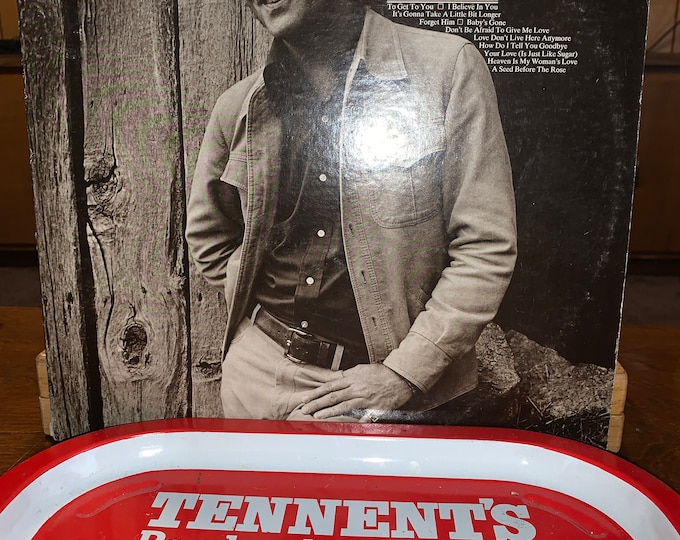 To Get To You □ I Believe In You
It's Gonna Take A Little Bit Longer
Forget Him □ Baby's Gone
Don't Be Afraid To Give Me Love
Love Don't Live Here Anymore
How Do I Tell You Goodbye
Your Love (Is Just Like Sugar)
Heaven Is My Woman's Love
A Seed Before The Rose
TENNENT'S